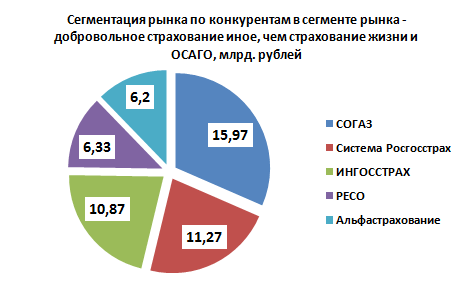 Сегментация рынка по конкурентам в сегменте рынка -
добровольное страхование иное, чем страхование жизни и
ОСАГО, млрд. рублей
6,2
15,97
6,33
10,87
11,27
СОГАЗ
Система Росгосстрах
ИНГОССТРАХ
РЕСО
Альфастрахование